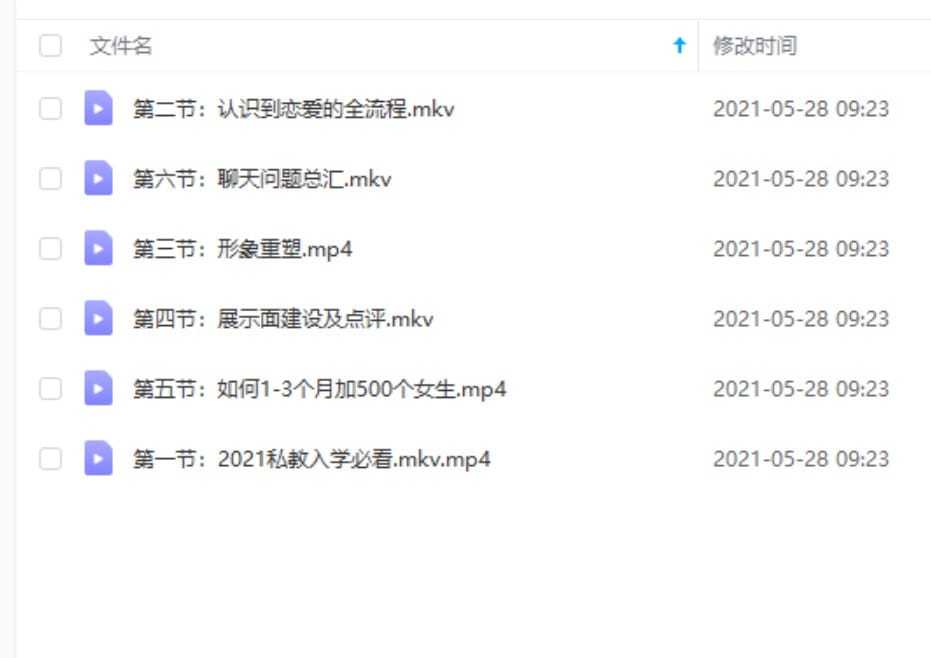 文件名 修改时间
第二节：认识到恋爱的全流程.mkv 2021-05-28 09:23
第六节：聊天问题总汇.mkv 2021-05-28 09:23
第三节：形象重塑.mp4 2021-05-28 09:23
第四节：展示面建设及点评.mkv 2021-05-28 09:23
第五节：如何1-3个月加500个女生.mp4 2021-05-28 09:23
第一节：2021私教入学必看.mkv.mp4 2021-05-28 09:23